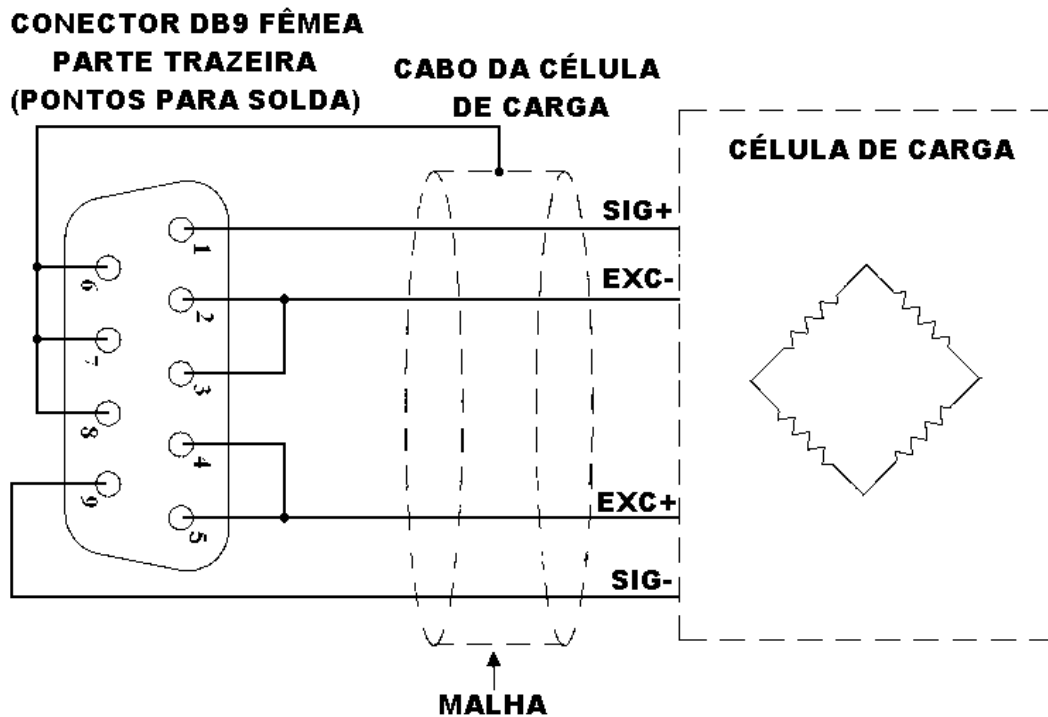 CONECTOR DB9 FÊMEA
PARTE TRAZEIRA
(PONTOS PARA SOLDA)
CABO DA CÉLULA
DE CARGA
CÉLULA DE CARGA
SIG+
EXC-
EXC+
SIG-
1
2
3
4
5
6
7
8
9
MALHA